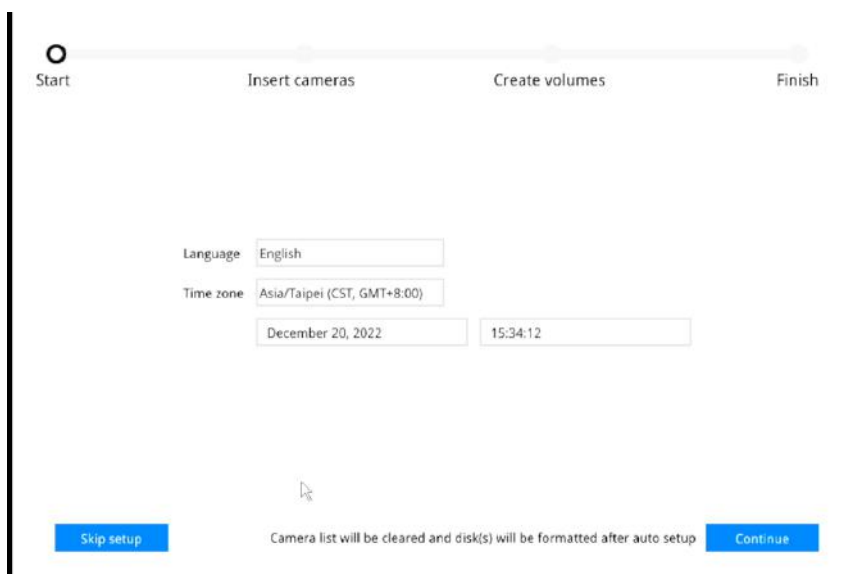 Start Insert cameras Create volumes Finish
Language English
Time zone Asia/Taipei (CST, GMT+8:00)
December 20, 2022 15:34:12
Skip setup Camera list will be cleared and disk(s) will be formatted after auto setup Continue